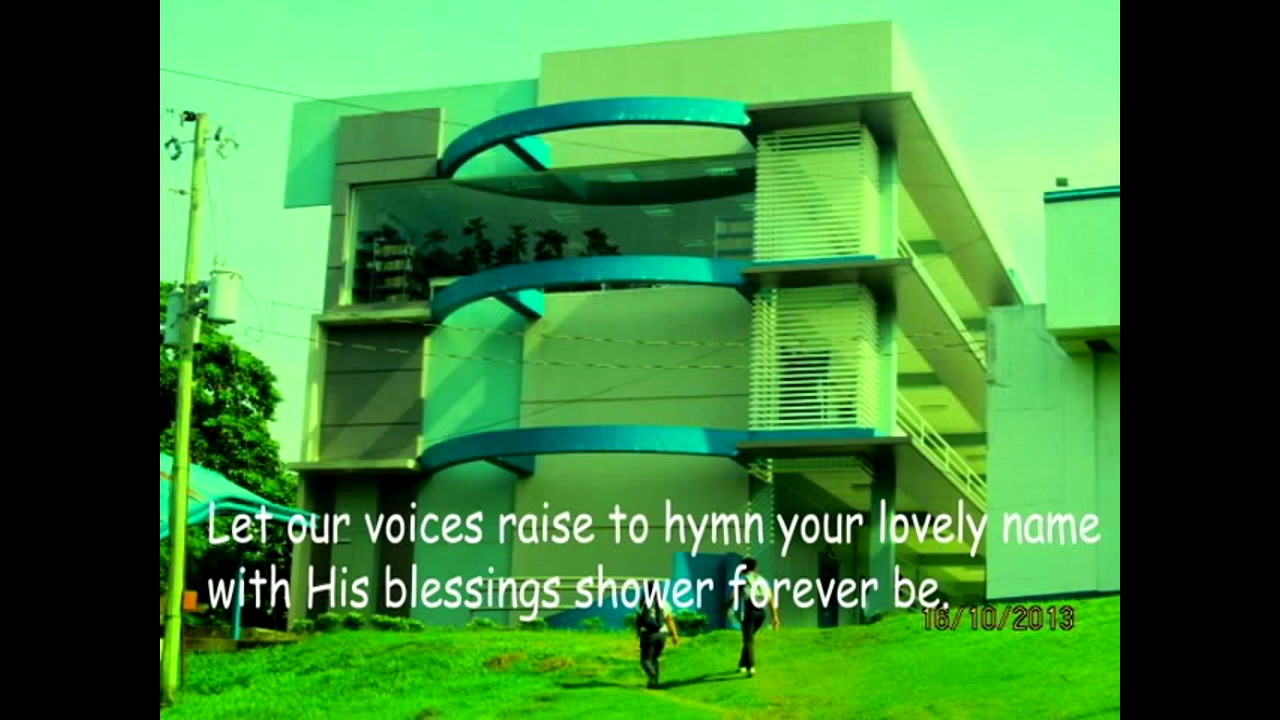 Let our voices raise to hymn your lovely name
with His blessings shower forever be.
16/10/2013